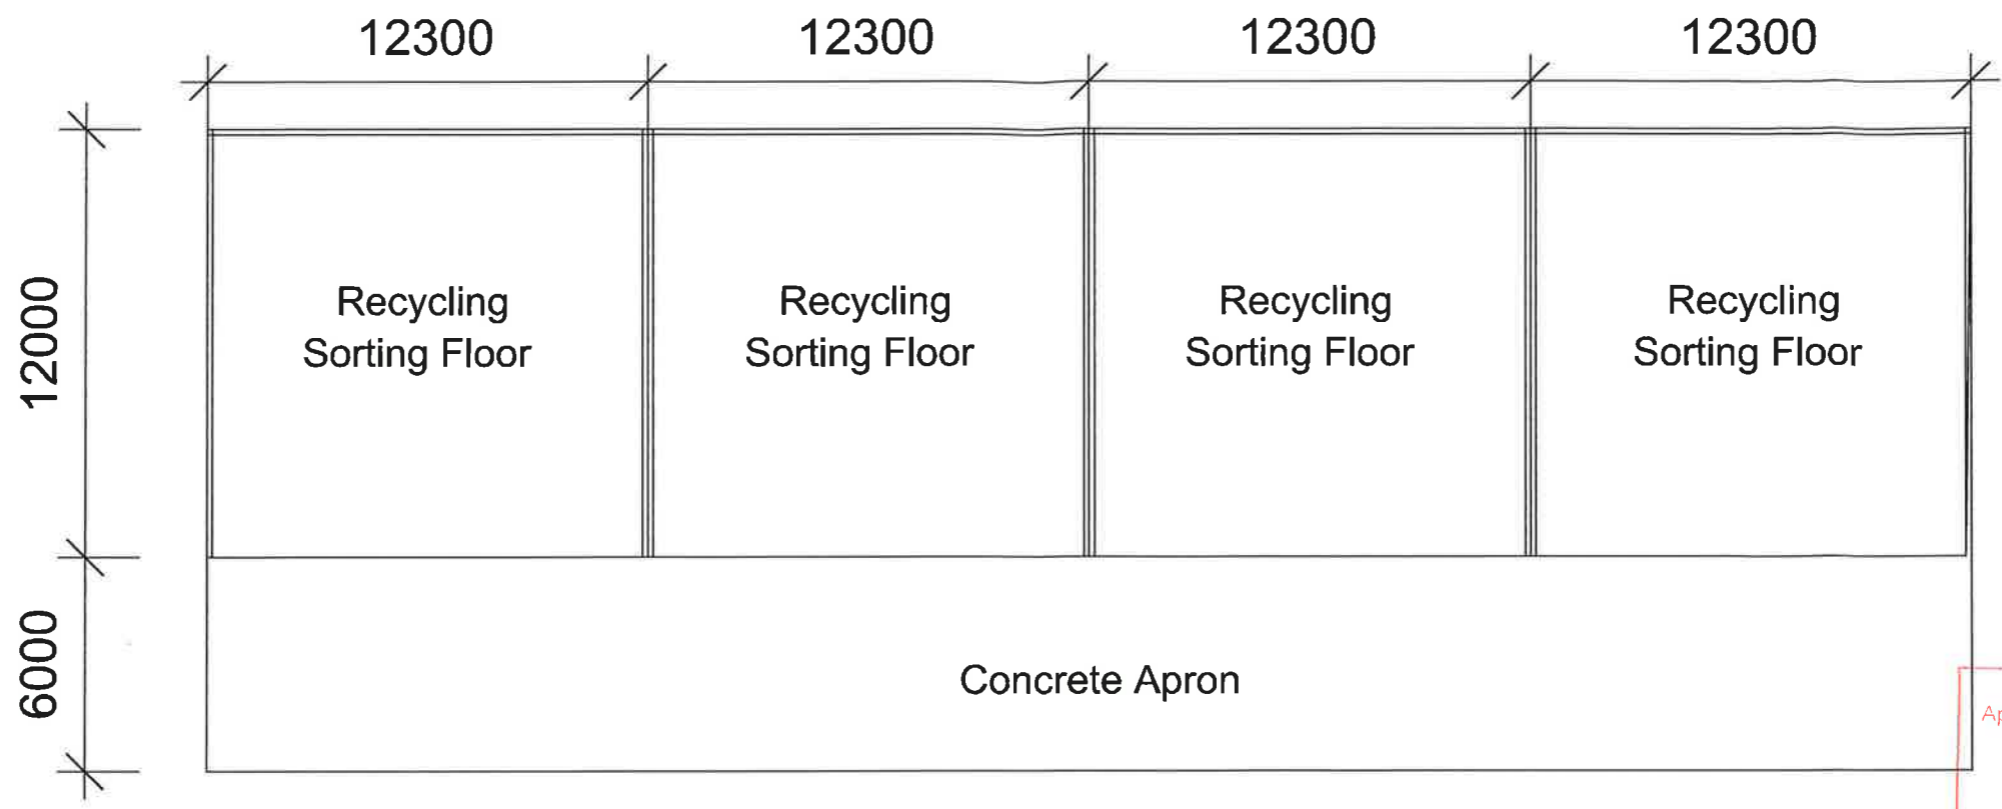 12300 12300 12300 12300
12000
Recycling Recycling Recycling Recycling
Sorting Floor Sorting Floor Sorting Floor Sorting Floor
6000
Concrete Apron